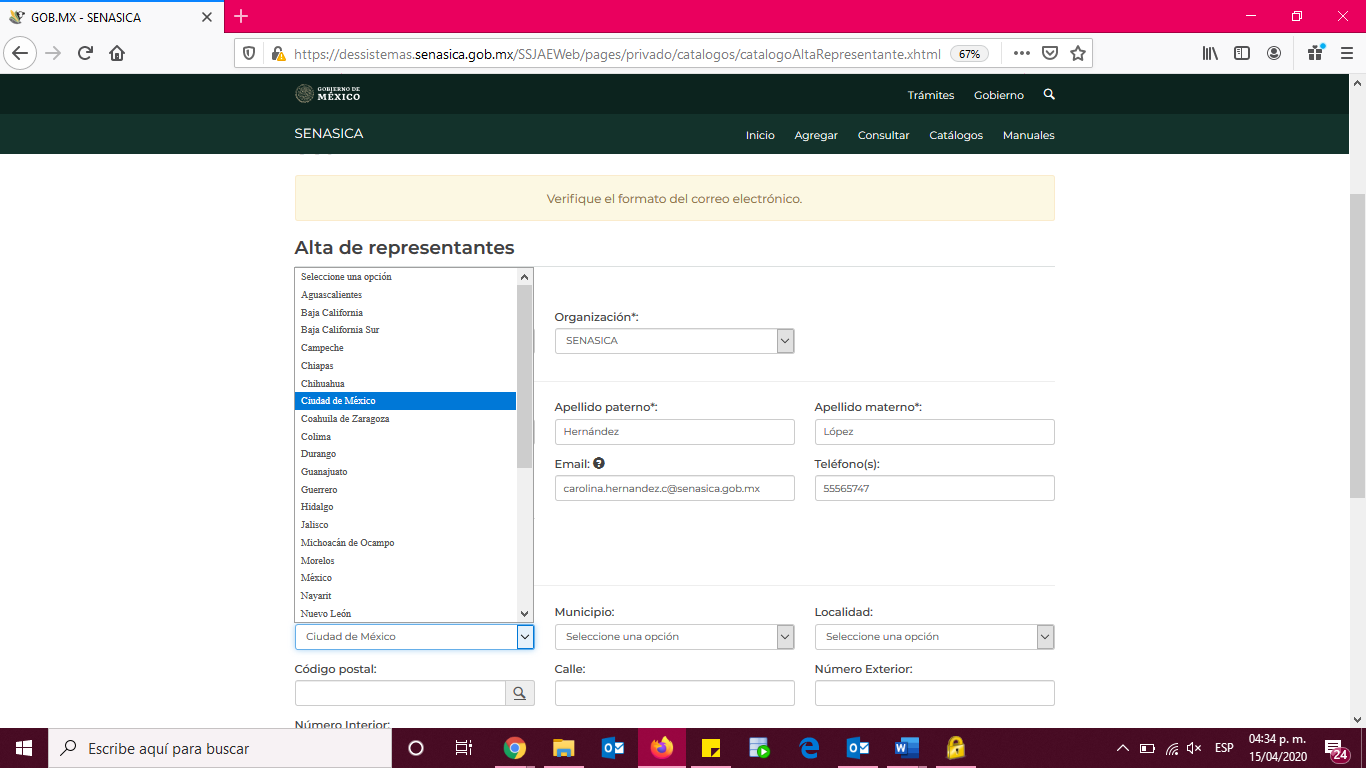 GOB.MX - SENASICA
https://dessistemas.senasica.gob.mx/SSJAEWeb/pages/privado/catalogos/catalogoAltaRepresentante.xhtml 67%
GOBIERNO DE
MÉXICO
Trámites Gobierno
SENASICA
Inicio Agregar Consultar Catálogos Manuales
Verifique el formato del correo electrónico.
Alta de representantes
Seleccione una opción
Aguascalientes
Baja California
Baja California Sur
Campeche
Chiapas
Chihuahua
Ciudad de México
Coahuila de Zaragoza
Colima
Durango
Guanajuato
Guerrero
Hidalgo
Jalisco
Michoacán de Ocampo
Morelos
México
Nayarit
Nuevo León
Organización*:
SENASICA
Apellido paterno*: Apellido materno*:
Hernández López
Email: Teléfono(s):
carolina.hernandez.c@senasica.gob.mx 55565747
Municipio: Localidad:
Ciudad de México Seleccione una opción Seleccione una opción
Código postal: Calle: Número Exterior:
Número Interior:
Escribe aquí para buscar
ESP
04:34 p. m.
15/04/2020
24